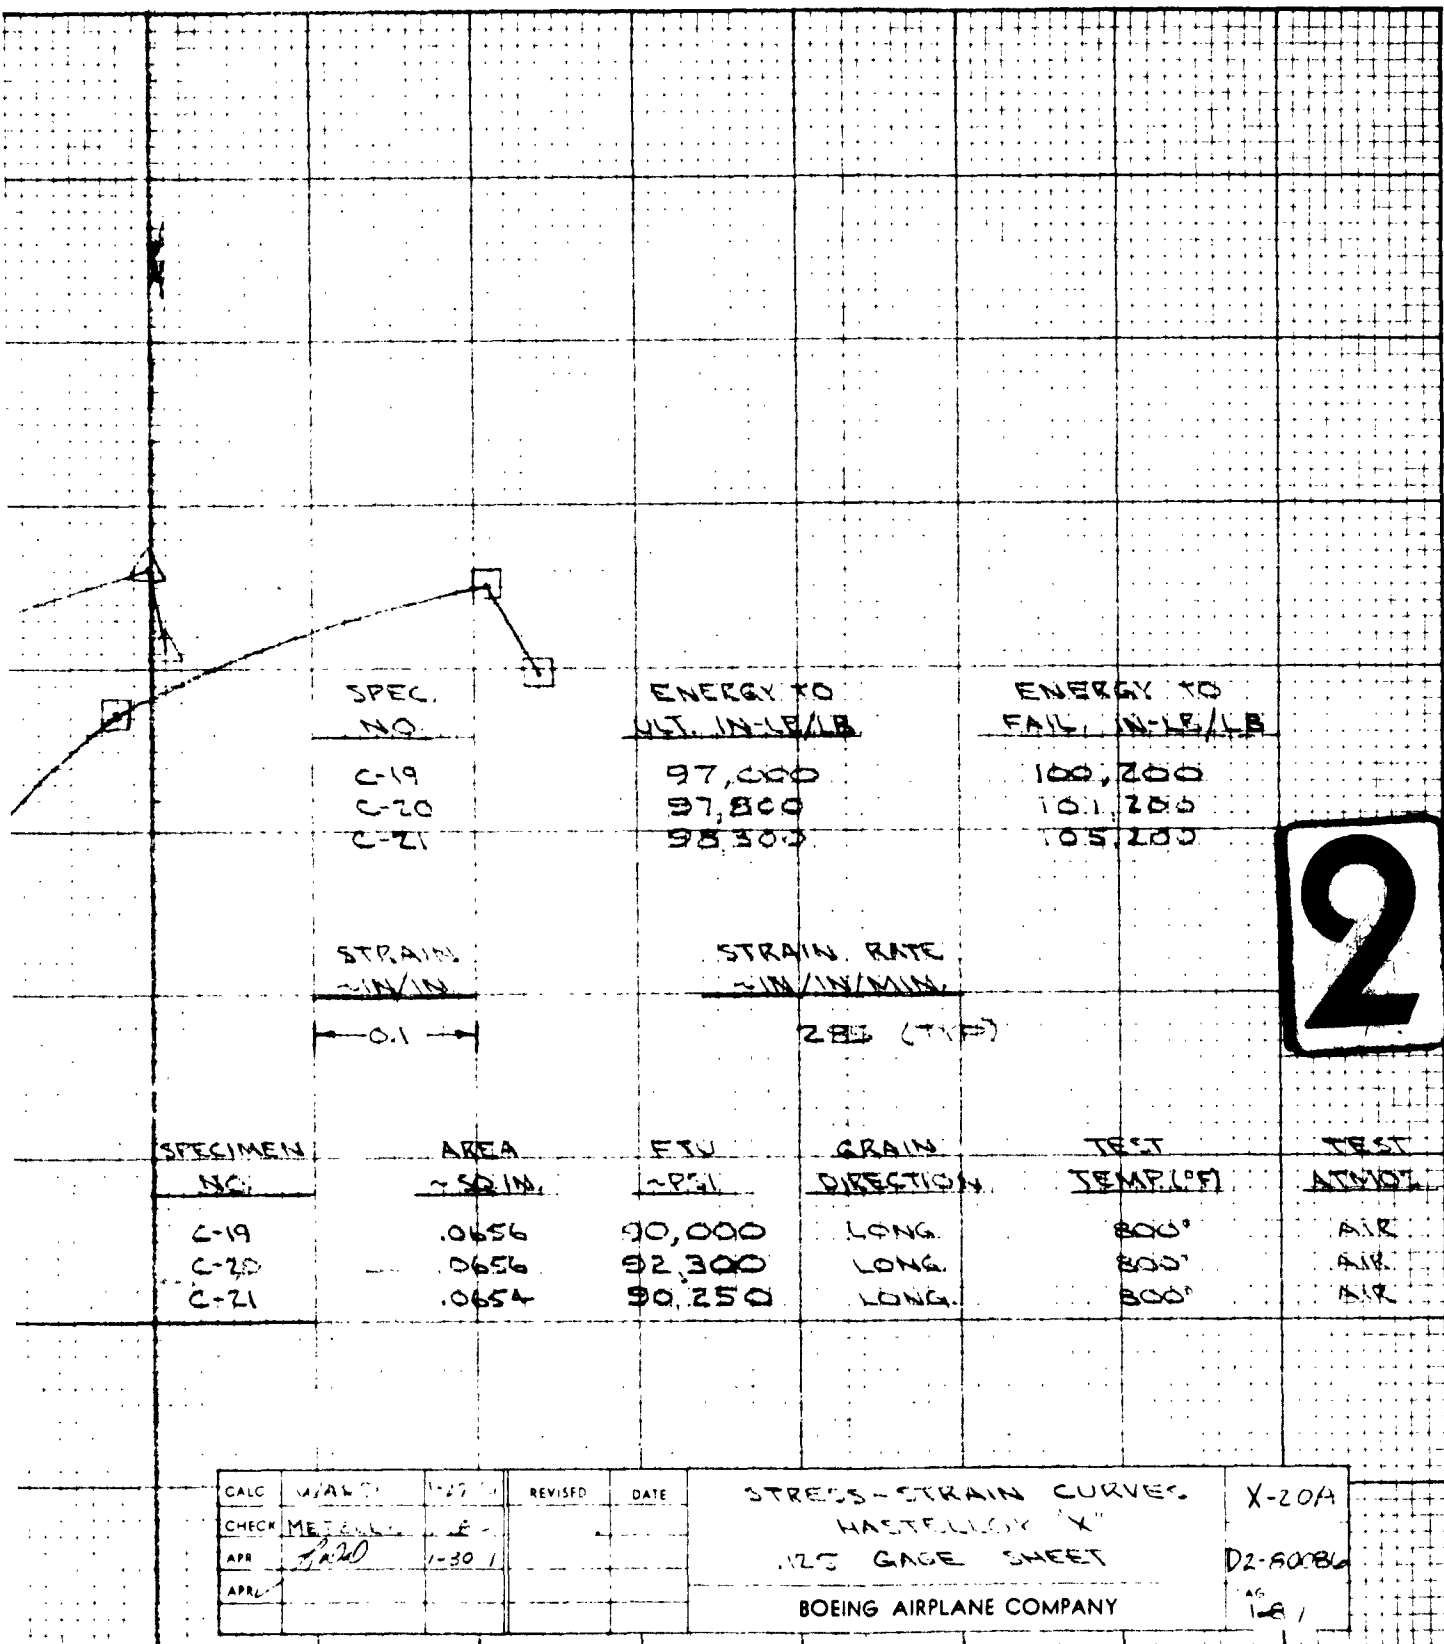 SPEC. ENERGY TO ENERGY TO
NO. ULT. IN-LB/LB FAIL. IN-LB/LB
C-19 97,000 100,200
C-20 97,800 101,200
C-21 98,300 105,200
2
STRAIN STRAIN RATE
~IN/IN ~IN/IN/MIN.
0.1 (TYP)
SPECIMEN AREA FTU GRAIN TEST TEST
NO. ~SQ.IN. ~PSI DIRECTION TEMP.(°F) ATMOS.
C-19 .0656 90,000 LONG. 800° AIR
C-20 .0656 92,300 LONG. 800° AIR
C-21 .0654 90,250 LONG. 800° AIR
CALC REVISED DATE STRESS-STRAIN CURVES X-20A
CHECK HASTELLOY "X"
APR 1-30 .125 GAGE SHEET D2-80086
APR
BOEING AIRPLANE COMPANY